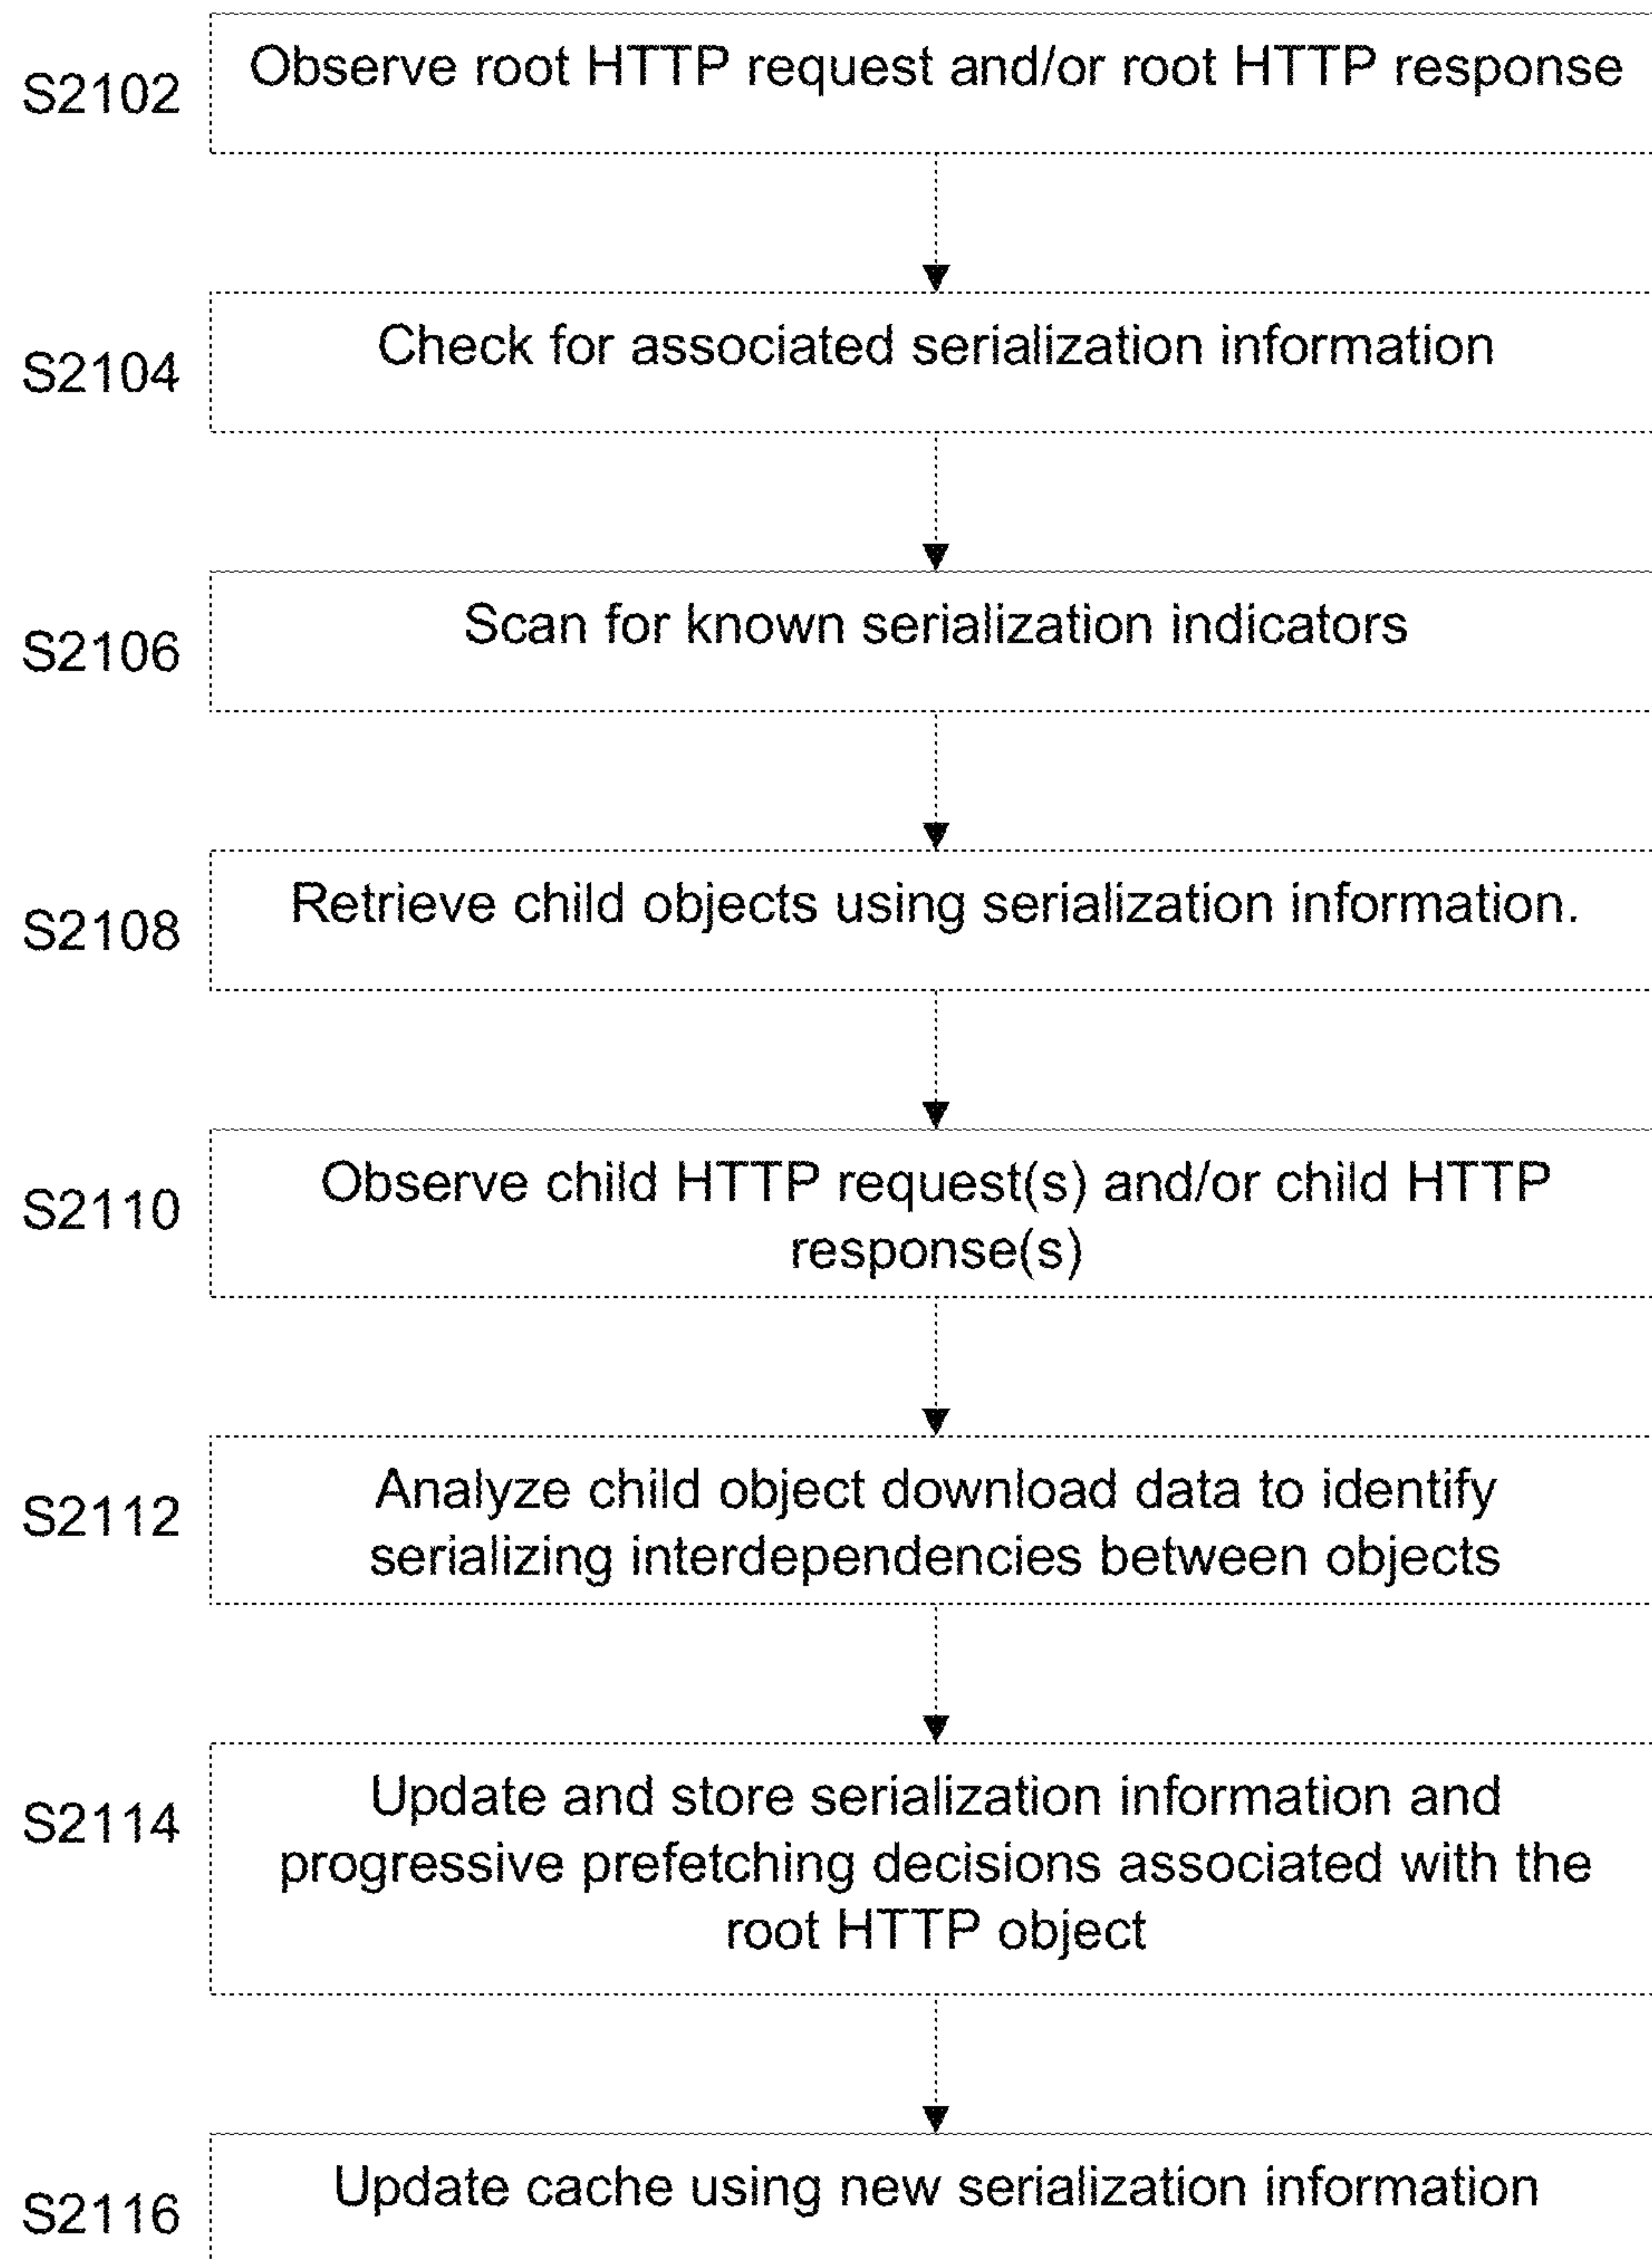 S2102
Observe root HTTP request and/or root HTTP response
S2104
Check for associated serialization information
S2106
Scan for known serialization indicators
S2108
Retrieve child objects using serialization information.
S2110
Observe child HTTP request(s) and/or child HTTP
response(s)
S2112
Analyze child object download data to identify
serializing interdependencies between objects
S2114
Update and store serialization information and
progressive prefetching decisions associated with the
root HTTP object
S2116
Update cache using new serialization information